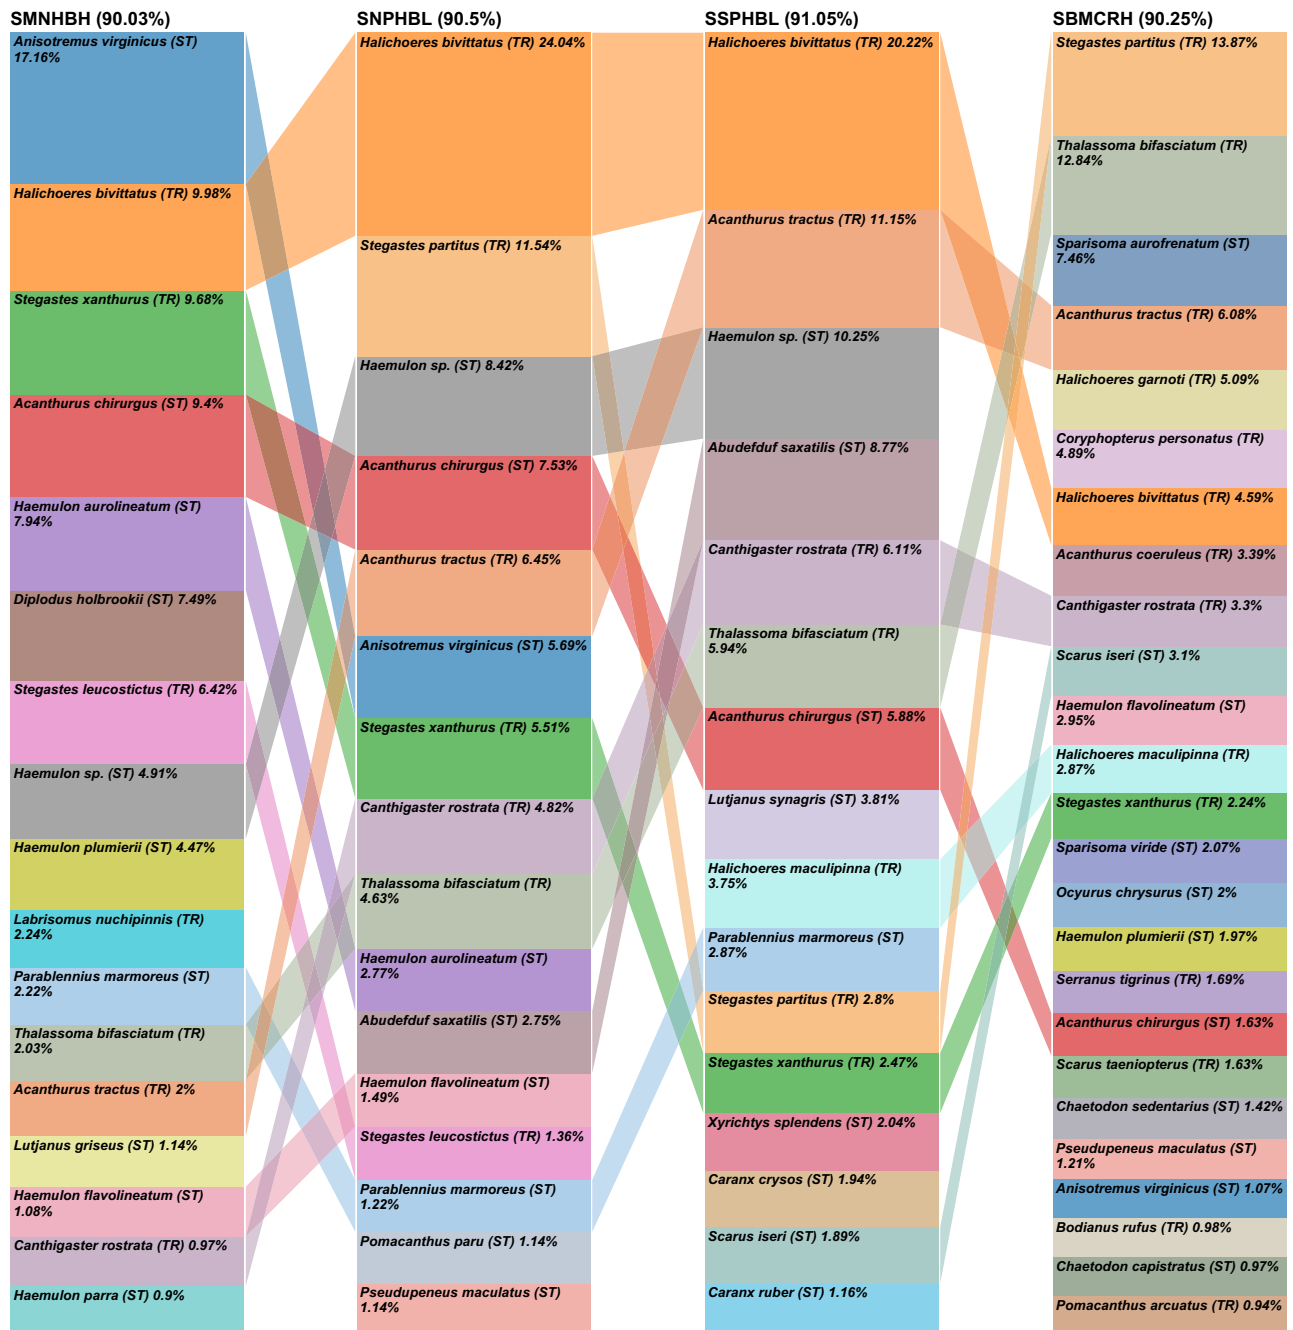 SMNHBH (90.03%)
Anisotremus virginicus (ST)
17.16%
Halichoeres bivittatus (TR) 9.98%
Stegastes xanthurus (TR) 9.68%
Acanthurus chirurgus (ST) 9.4%
Haemulon aurolineatum (ST)
7.94%
Diplodus holbrookii (ST) 7.49%
Stegastes leucostictus (TR) 6.42%
Haemulon sp. (ST) 4.91%
Haemulon plumierii (ST) 4.47%
Labrisomus nuchipinnis (TR)
2.24%
Parablennius marmoreus (ST)
2.22%
Thalassoma bifasciatum (TR)
2.03%
Acanthurus tractus (TR) 2%
Lutjanus griseus (ST) 1.14%
Haemulon flavolineatum (ST)
1.08%
Canthigaster rostrata (TR) 0.97%
Haemulon parra (ST) 0.9%
SNPHBL (90.5%)
Halichoeres bivittatus (TR) 24.04%
Stegastes partitus (TR) 11.54%
Haemulon sp. (ST) 8.42%
Acanthurus chirurgus (ST) 7.53%
Acanthurus tractus (TR) 6.45%
Anisotremus virginicus (ST) 5.69%
Stegastes xanthurus (TR) 5.51%
Canthigaster rostrata (TR) 4.82%
Thalassoma bifasciatum (TR)
4.63%
Haemulon aurolineatum (ST)
2.77%
Abudefduf saxatilis (ST) 2.75%
Haemulon flavolineatum (ST)
1.49%
Stegastes leucostictus (TR) 1.36%
Parablennius marmoreus (ST)
1.22%
Pomacanthus paru (ST) 1.14%
Pseudupeneus maculatus (ST)
1.14%
SSPHBL (91.05%)
Halichoeres bivittatus (TR) 20.22%
Acanthurus tractus (TR) 11.15%
Haemulon sp. (ST) 10.25%
Abudefduf saxatilis (ST) 8.77%
Canthigaster rostrata (TR) 6.11%
Thalassoma bifasciatum (TR)
5.94%
Acanthurus chirurgus (ST) 5.88%
Lutjanus synagris (ST) 3.81%
Halichoeres maculipinna (TR)
3.75%
Parablennius marmoreus (ST)
2.87%
Stegastes partitus (TR) 2.8%
Stegastes xanthurus (TR) 2.47%
Xyrichtys splendens (ST) 2.04%
Caranx crysos (ST) 1.94%
Scarus iseri (ST) 1.89%
Caranx ruber (ST) 1.16%
SBMCRH (90.25%)
Stegastes partitus (TR) 13.87%
Thalassoma bifasciatum (TR)
12.84%
Sparisoma aurofrenatum (ST)
7.46%
Acanthurus tractus (TR) 6.08%
Halichoeres garnoti (TR) 5.09%
Coryphopterus personatus (TR)
4.89%
Halichoeres bivittatus (TR) 4.59%
Acanthurus coeruleus (TR) 3.39%
Canthigaster rostrata (TR) 3.3%
Scarus iseri (ST) 3.1%
Haemulon flavolineatum (ST)
2.95%
Halichoeres maculipinna (TR)
2.87%
Stegastes xanthurus (TR) 2.24%
Sparisoma viride (ST) 2.07%
Ocyurus chrysurus (ST) 2%
Haemulon plumierii (ST) 1.97%
Serranus tigrinus (TR) 1.69%
Acanthurus chirurgus (ST) 1.63%
Scarus taeniopterus (TR) 1.63%
Chaetodon sedentarius (ST) 1.42%
Pseudupeneus maculatus (ST)
1.21%
Anisotremus virginicus (ST) 1.07%
Bodianus rufus (TR) 0.98%
Chaetodon capistratus (ST) 0.97%
Pomacanthus arcuatus (TR) 0.94%